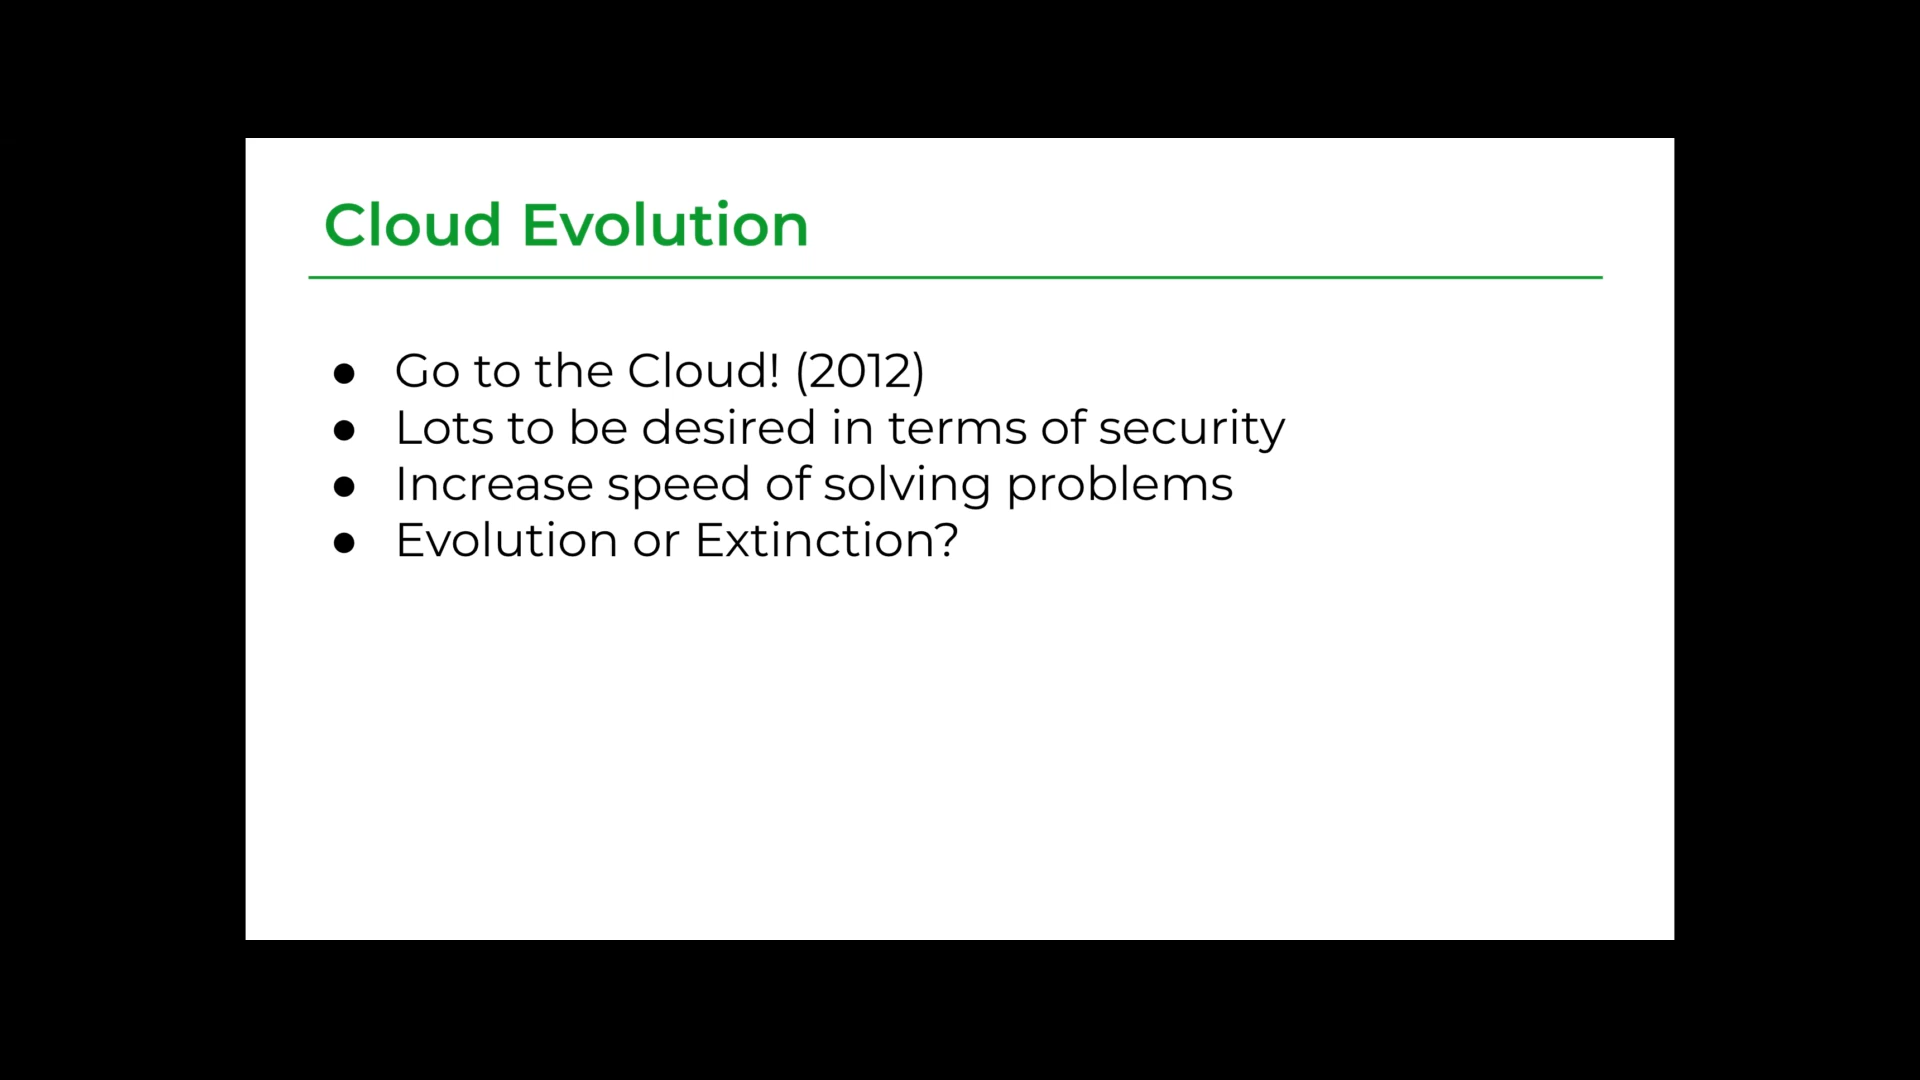 Cloud Evolution
● Go to the Cloud! (2012)
● Lots to be desired in terms of security
● Increase speed of solving problems
● Evolution or Extinction?